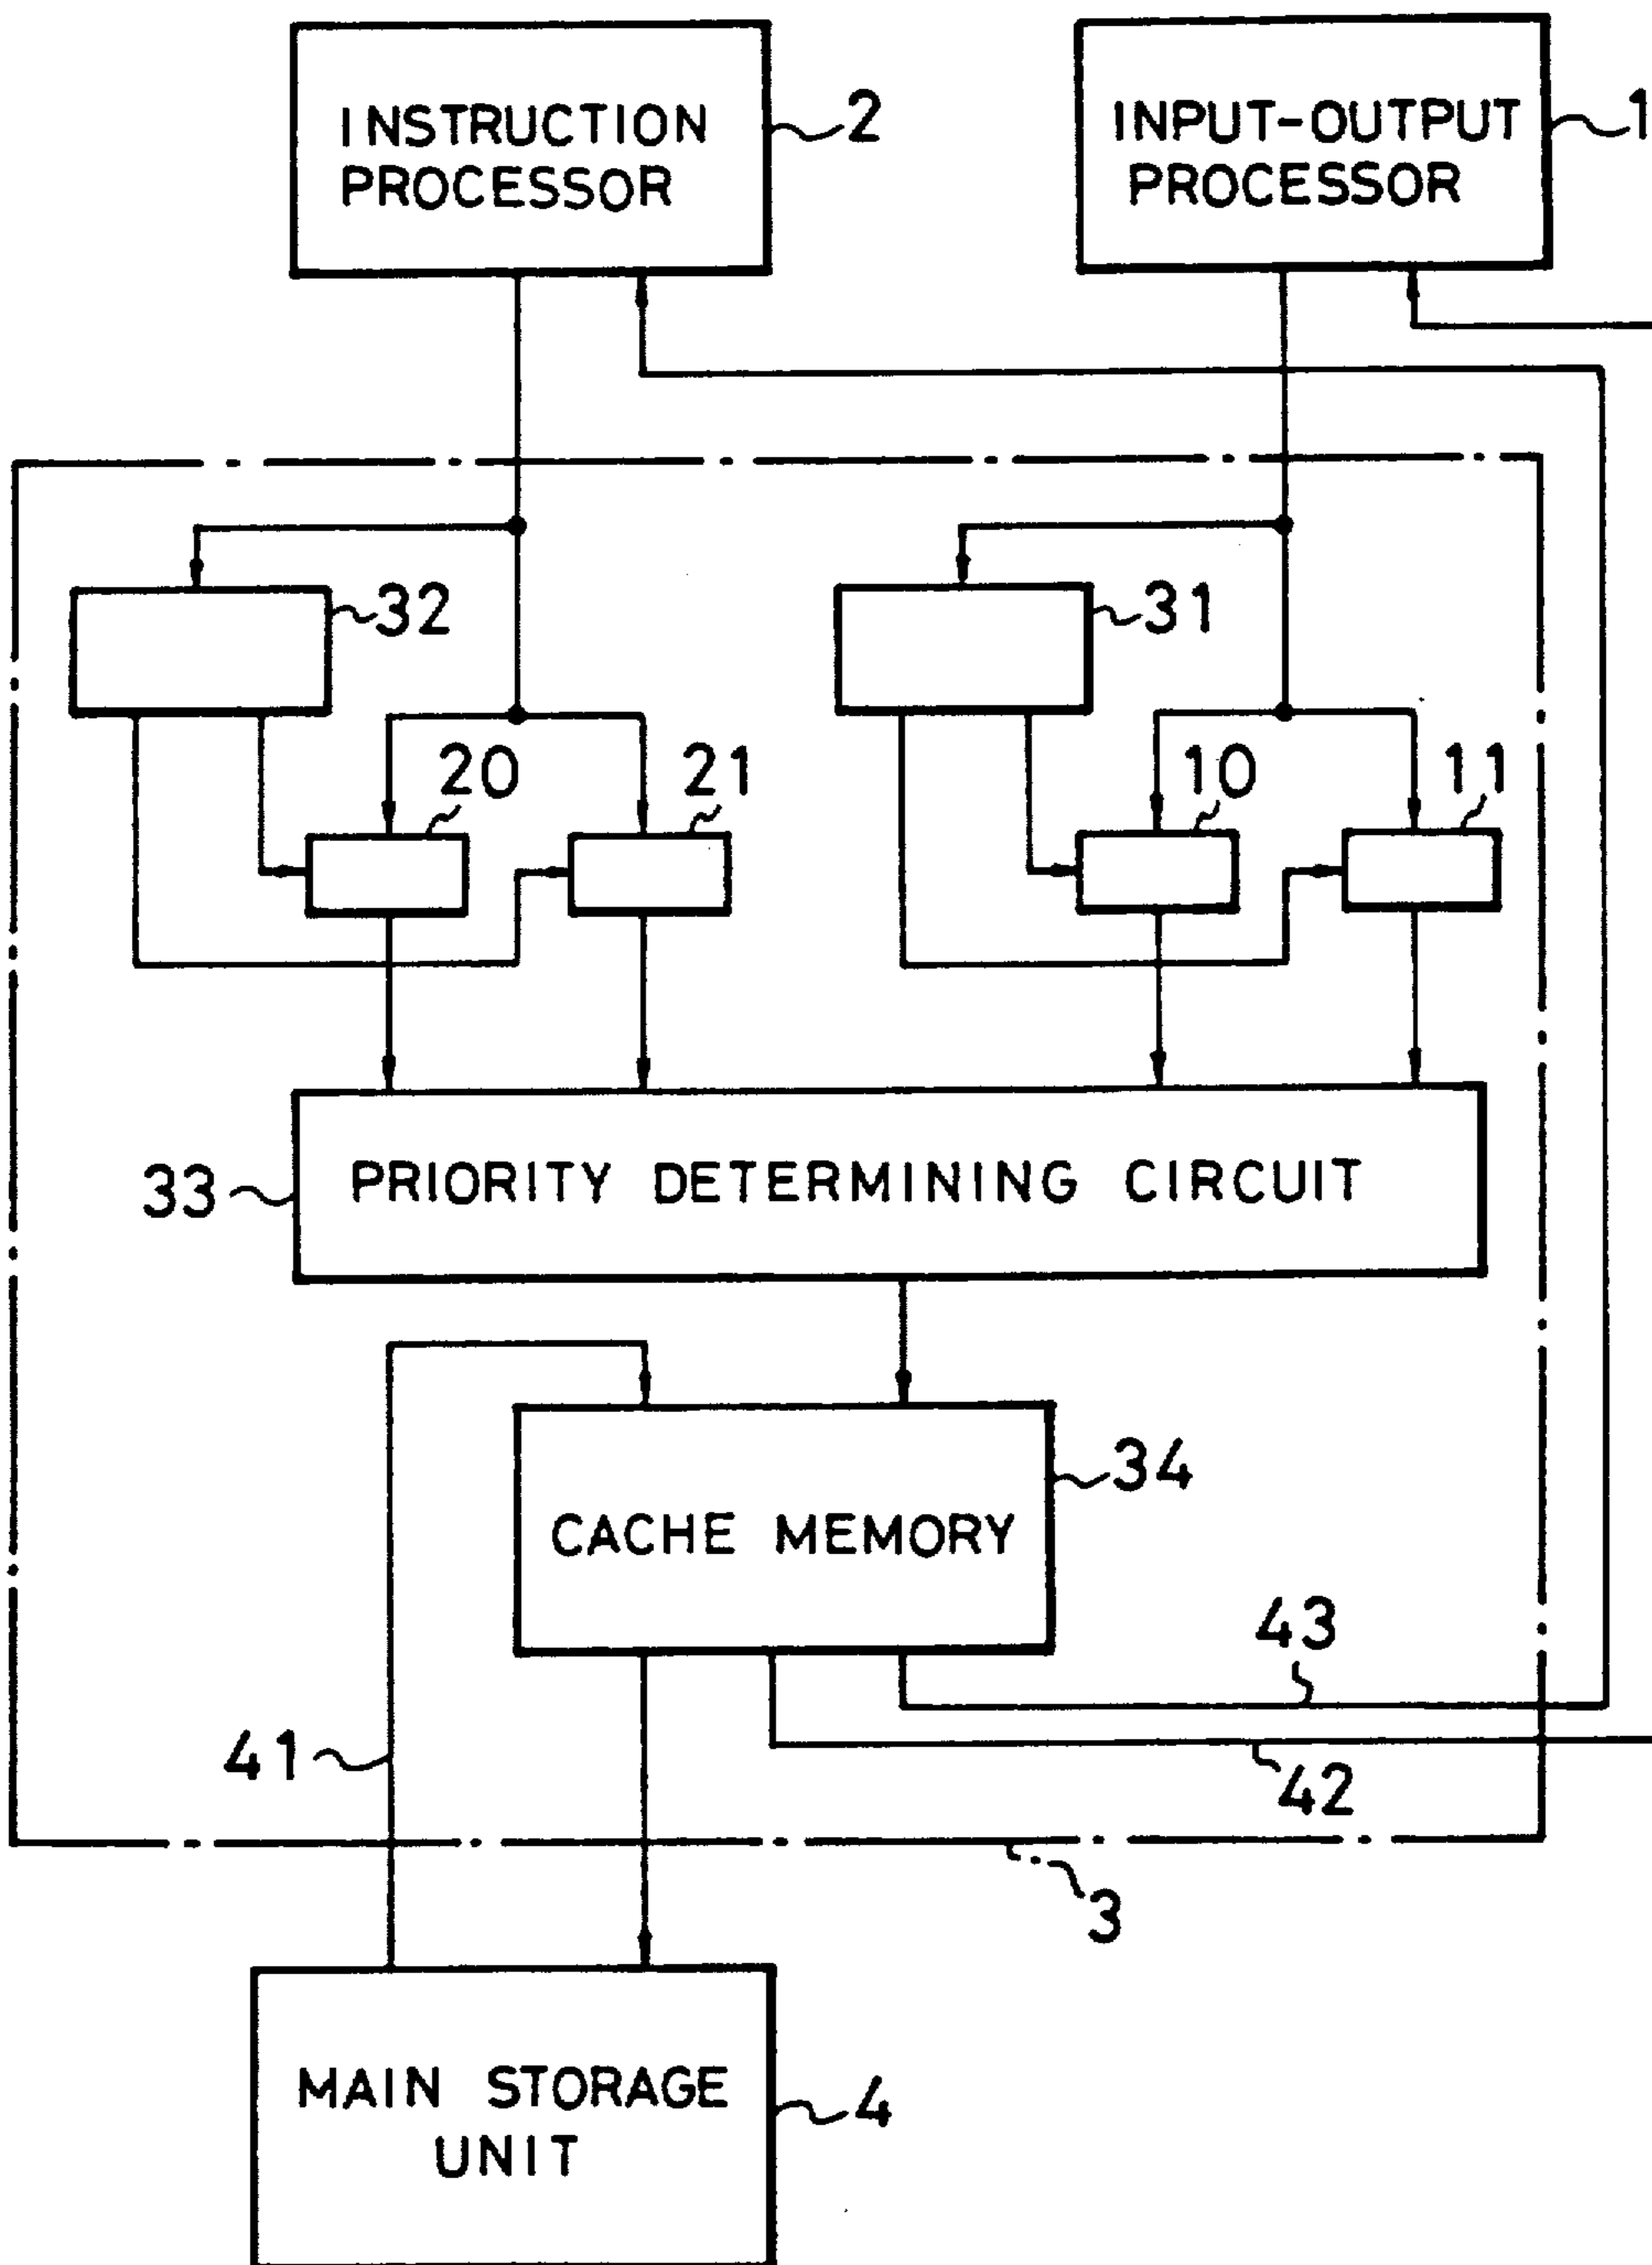 INSTRUCTION
PROCESSOR
2
INPUT-OUTPUT
PROCESSOR
1
32
31
20
21
10
11
33
PRIORITY DETERMINING CIRCUIT
34
CACHE MEMORY
43
41
42
3
MAIN STORAGE
UNIT
4